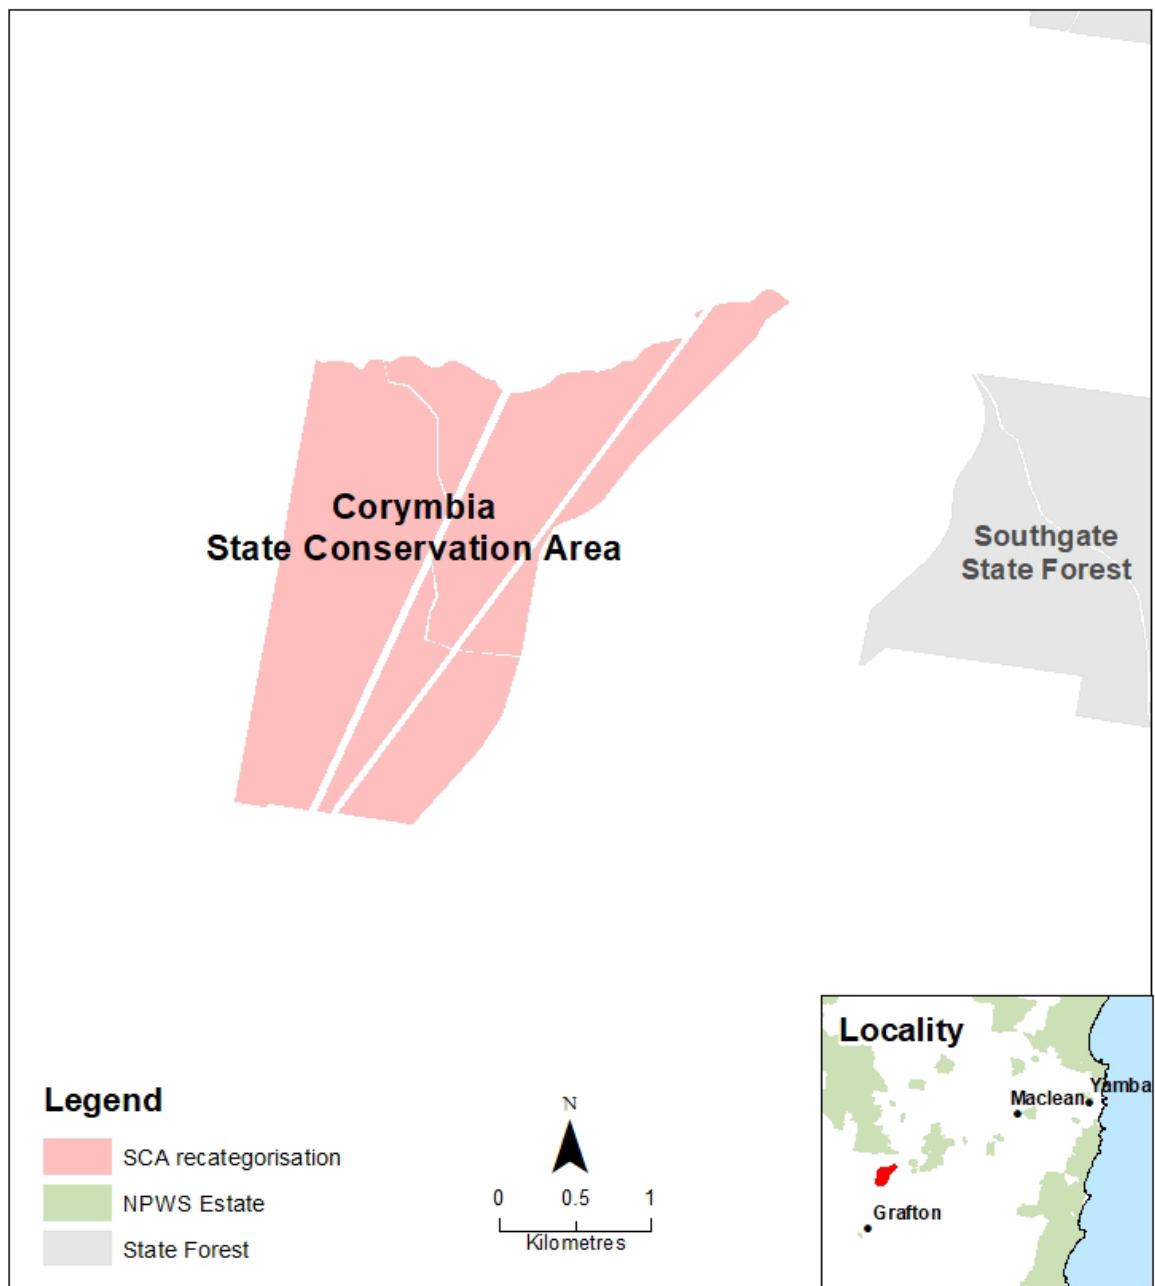 Corymbia
State Conservation Area
Southgate
State Forest
Locality
Yamba
Maclean
Grafton
Legend
SCA recategorisation
NPWS Estate
State Forest
N
0 0.5 1
Kilometres